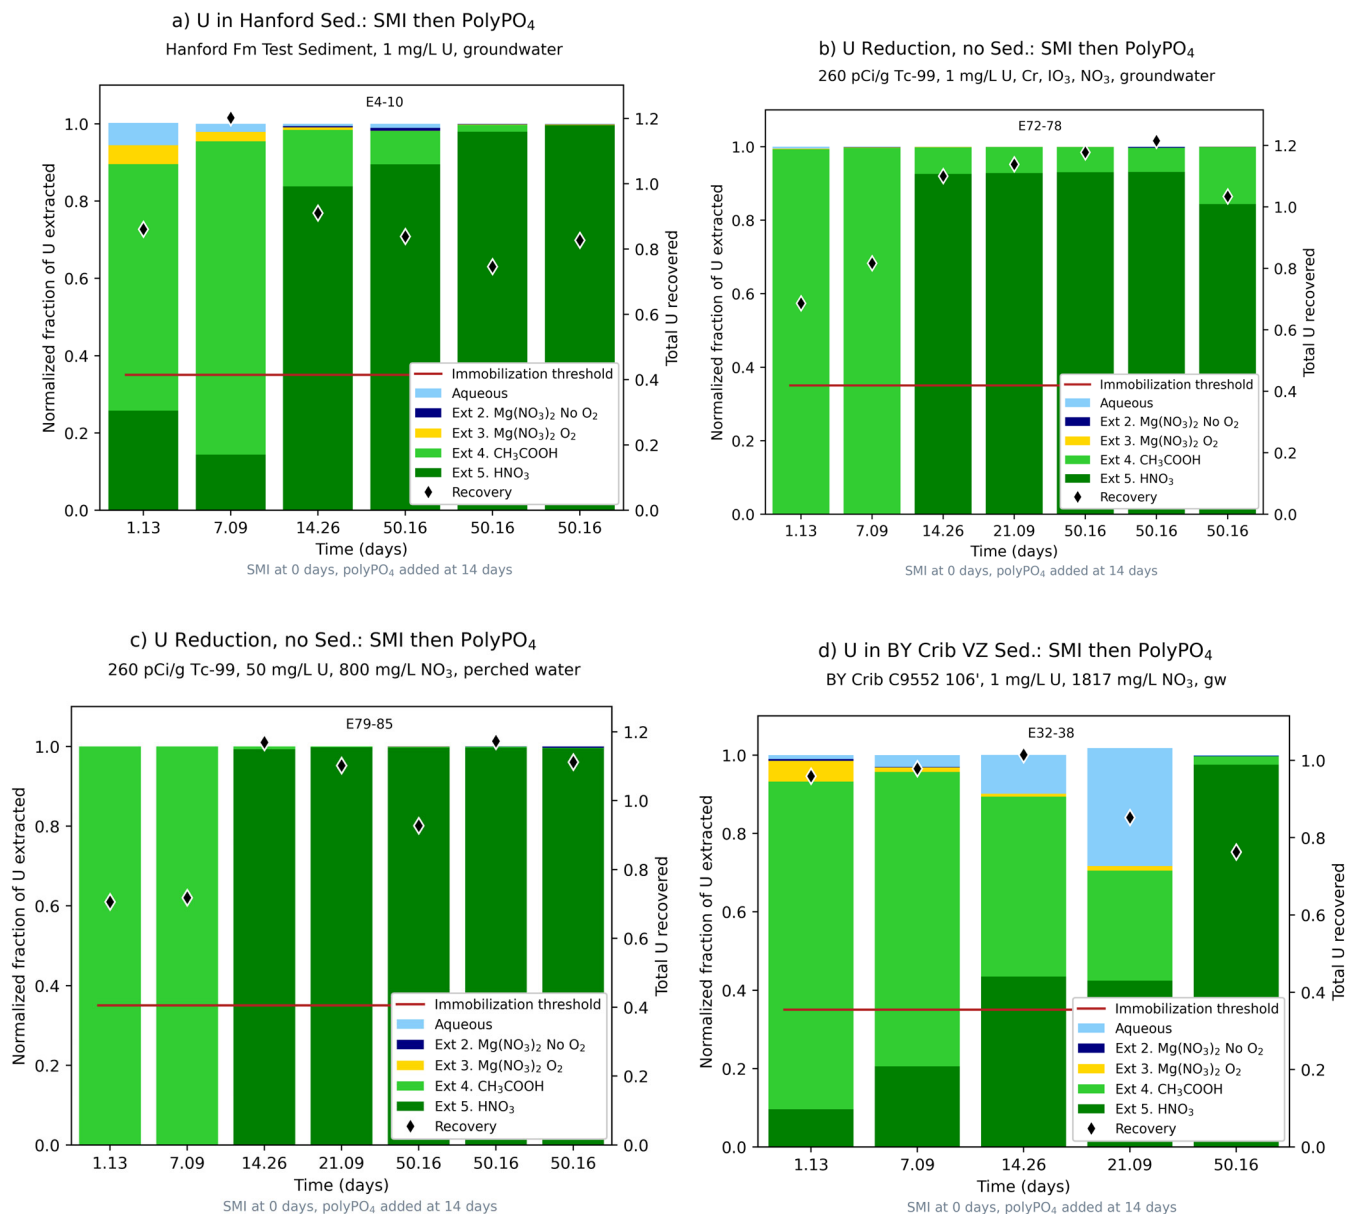 a) U in Hanford Sed.: SMI then PolyPO₄
Hanford Fm Test Sediment, 1 mg/L U, groundwater
E4-10
Normalized fraction of U extracted
1.0
0.8
0.6
0.4
0.2
0.0
1.2
1.0
0.8
0.6
0.4
0.2
0.0
Total U recovered
Immobilization threshold
Aqueous
Ext 2. Mg(NO₃)₂ No O₂
Ext 3. Mg(NO₃)₂ O₂
Ext 4. CH₃COOH
Ext 5. HNO₃
Recovery
1.13 7.09 14.26 50.16 50.16 50.16
Time (days)
SMI at 0 days, polyPO₄ added at 14 days
b) U Reduction, no Sed.: SMI then PolyPO₄
260 pCi/g Tc-99, 1 mg/L U, Cr, IO₃, NO₃, groundwater
E72-78
Normalized fraction of U extracted
1.0
0.8
0.6
0.4
0.2
0.0
1.2
1.0
0.8
0.6
0.4
0.2
0.0
Total U recovered
Immobilization threshold
Aqueous
Ext 2. Mg(NO₃)₂ No O₂
Ext 3. Mg(NO₃)₂ O₂
Ext 4. CH₃COOH
Ext 5. HNO₃
Recovery
1.13 7.09 14.26 21.09 50.16 50.16 50.16
Time (days)
SMI at 0 days, polyPO₄ added at 14 days
c) U Reduction, no Sed.: SMI then PolyPO₄
260 pCi/g Tc-99, 50 mg/L U, 800 mg/L NO₃, perched water
E79-85
Normalized fraction of U extracted
1.0
0.8
0.6
0.4
0.2
0.0
1.2
1.0
0.8
0.6
0.4
0.2
0.0
Total U recovered
Immobilization threshold
Aqueous
Ext 2. Mg(NO₃)₂ No O₂
Ext 3. Mg(NO₃)₂ O₂
Ext 4. CH₃COOH
Ext 5. HNO₃
Recovery
1.13 7.09 14.26 21.09 50.16 50.16 50.16
Time (days)
SMI at 0 days, polyPO₄ added at 14 days
d) U in BY Crib VZ Sed.: SMI then PolyPO₄
BY Crib C9552 106', 1 mg/L U, 1817 mg/L NO₃, gw
E32-38
Normalized fraction of U extracted
1.0
0.8
0.6
0.4
0.2
0.0
1.0
0.8
0.6
0.4
0.2
0.0
Total U recovered
Immobilization threshold
Aqueous
Ext 2. Mg(NO₃)₂ No O₂
Ext 3. Mg(NO₃)₂ O₂
Ext 4. CH₃COOH
Ext 5. HNO₃
Recovery
1.13 7.09 14.26 21.09 50.16
Time (days)
SMI at 0 days, polyPO₄ added at 14 days